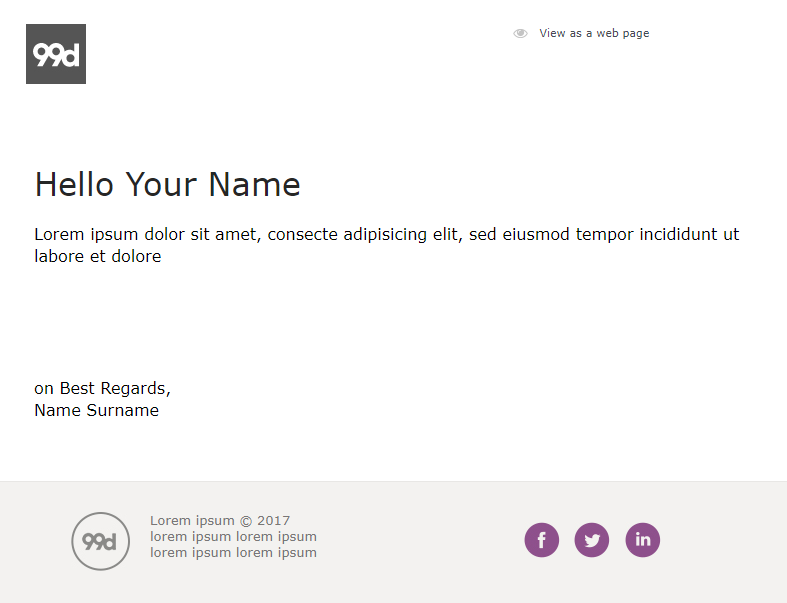 99d
View as a web page
Hello Your Name
Lorem ipsum dolor sit amet, consecte adipisicing elit, sed eiusmod tempor incididunt ut
labore et dolore
on Best Regards,
Name Surname
99d
Lorem ipsum © 2017
lorem ipsum lorem ipsum
lorem ipsum lorem ipsum
f
in